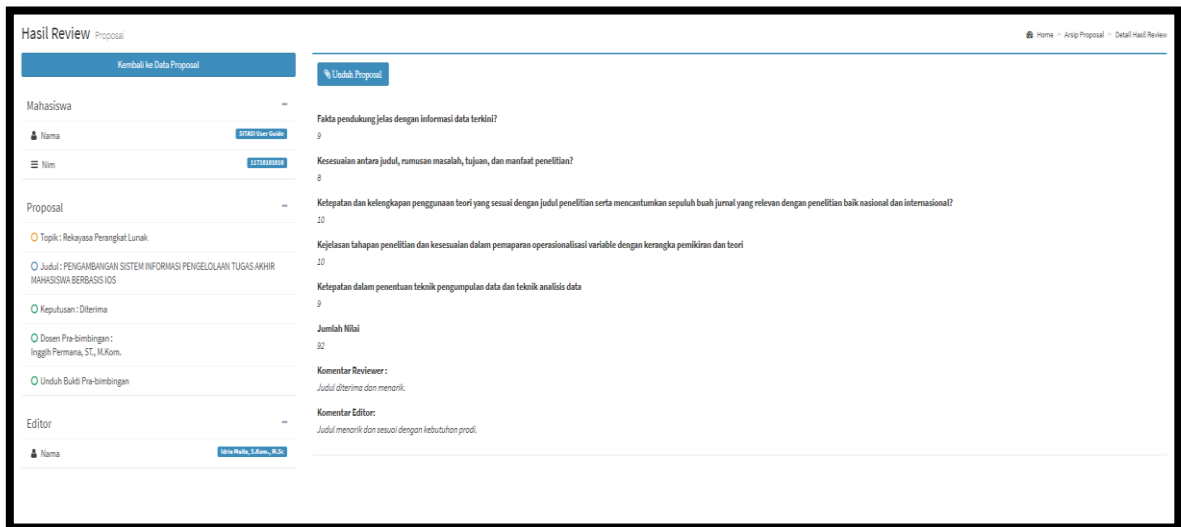 Hasil Review Proposal
Home > Arsip Proposal > Detail Hasil Review
Kembali ke Data Proposal
Mahasiswa
Nama SITASI User Guide
Nim 11710101010
Proposal
Topik : Rekayasa Perangkat Lunak
Judul : PENGAMBANGAN SISTEM INFORMASI PENGELOLAAN TUGAS AKHIR
MAHASISWA BERBASIS IOS
Keputusan : Diterima
Dosen Pra-bimbingan :
Inggih Permana, ST., M.Kom.
Unduh Bukti Pra-bimbingan
Editor
Nama Idria Maita, S.Kom., M.Sc
Unduh Proposal
Fakta pendukung jelas dengan informasi data terkini?
9
Kesesuaian antara judul, rumusan masalah, tujuan, dan manfaat penelitian?
8
Ketepatan dan kelengkapan penggunaan teori yang sesuai dengan judul penelitian serta mencantumkan sepuluh buah jurnal yang relevan dengan penelitian baik nasional dan internasional?
10
Kejelasan tahapan penelitian dan kesesuaian dalam pemaparan operasionalisasi variable dengan kerangka pemikiran dan teori
10
Ketepatan dalam penentuan teknik pengumpulan data dan teknik analisis data
9
Jumlah Nilai
92
Komentar Reviewer :
Judul diterima dan menarik.
Komentar Editor:
Judul menarik dan sesuai dengan kebutuhan prodi.